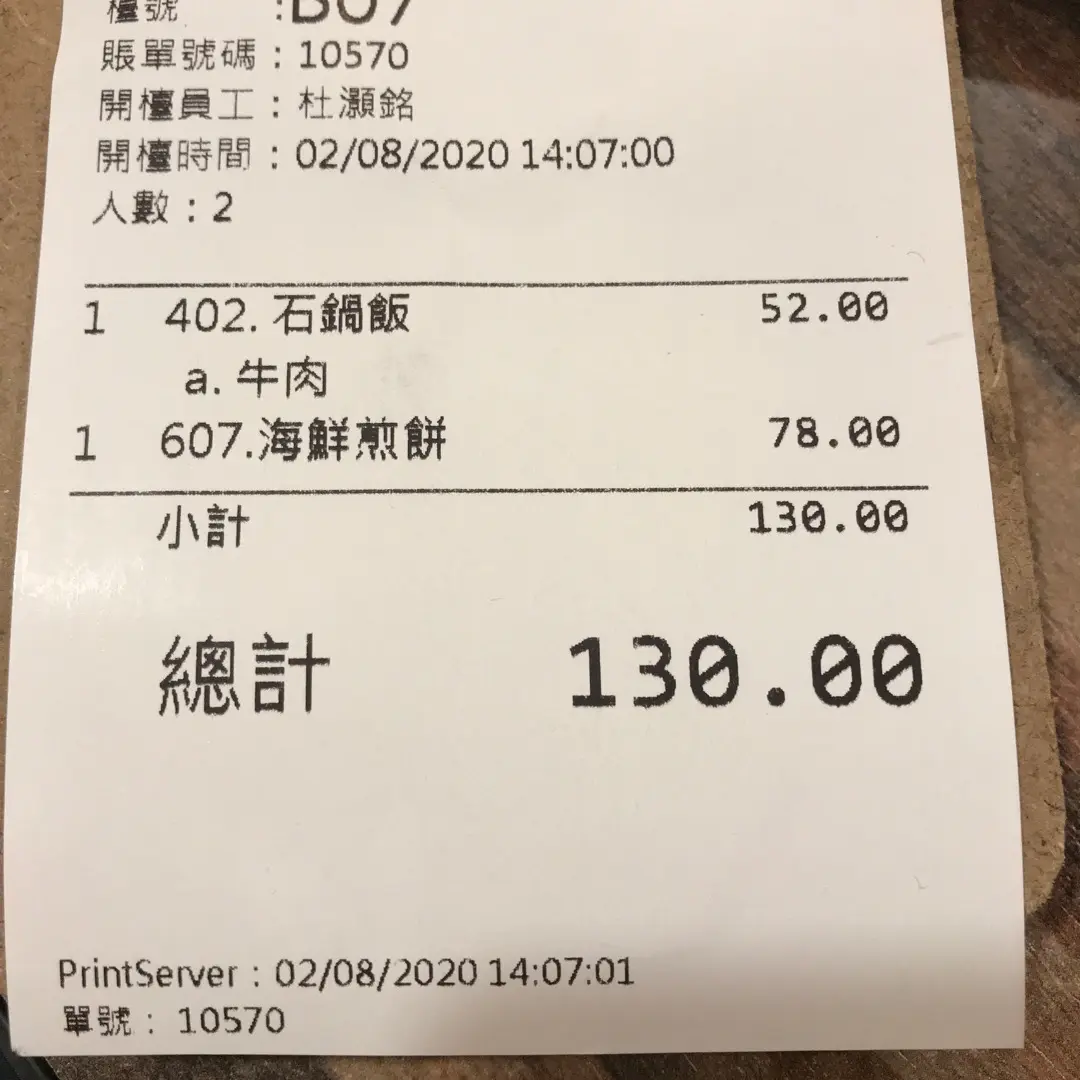 檯號 :B07
賬單號碼 : 10570
開檯員工 : 杜灝銘
開檯時間 : 02/08/2020 14:07:00
人數 : 2
1 402. 石鍋飯 52.00
a. 牛肉
1 607.海鮮煎餅 78.00
小計 130.00
總計 130.00
PrintServer : 02/08/2020 14:07:01
單號 : 10570